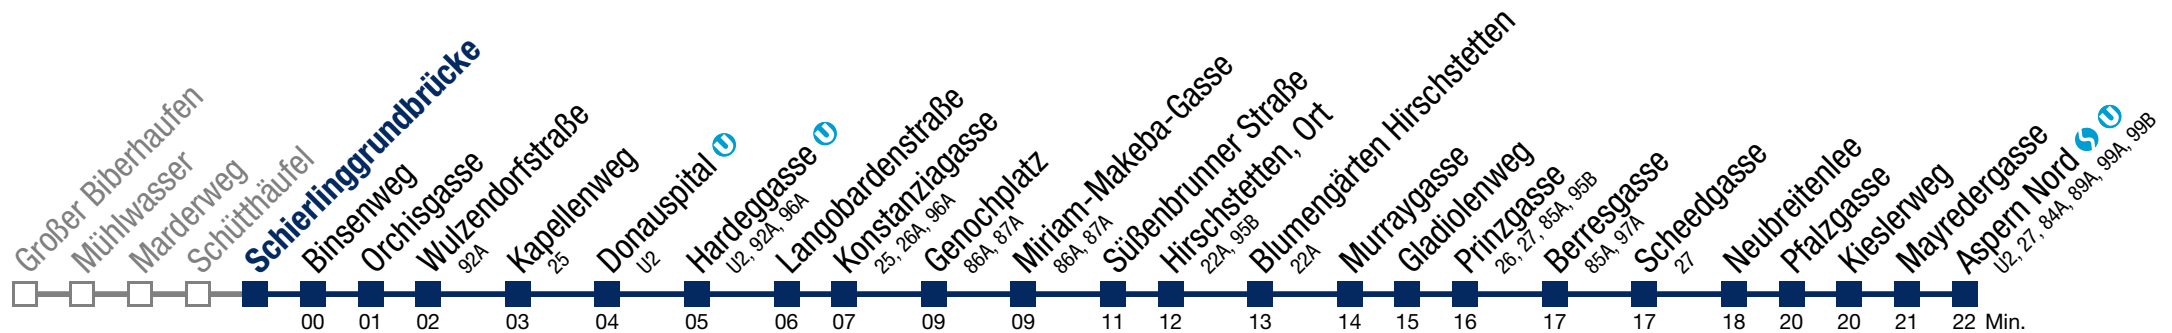 Großer Biberhaufen
Mühlwasser
Marderweg
Schütthäufel
Schierlinggrundbrücke
Binsenweg
Orchisgasse
Wulzendorfstraße
92A
Kapellenweg
25
Donauspital U
U2
Hardeggasse U
U2, 92A, 96A
Langobardenstraße
Konstanziagasse
25, 26A, 96A
Genochplatz
86A, 87A
Miriam-Makeba-Gasse
86A, 87A
Süßenbrunner Straße
Hirschstetten, Ort
22A, 95B
Blumengärten Hirschstetten
22A
Murraygasse
Gladiolenweg
Prinzgasse
26, 27, 85A, 95B
Berresgasse
85A, 97A
Scheedgasse
27
Neubreitenlee
Pfalzgasse
Kieslerweg
Mayredergasse
Aspern Nord S U
U2, 27, 84A, 89A, 99A, 99B
00 01 02 03 04 05 06 07 09 09 11 12 13 14 15 16 17 17 18 20 20 21 22 Min.